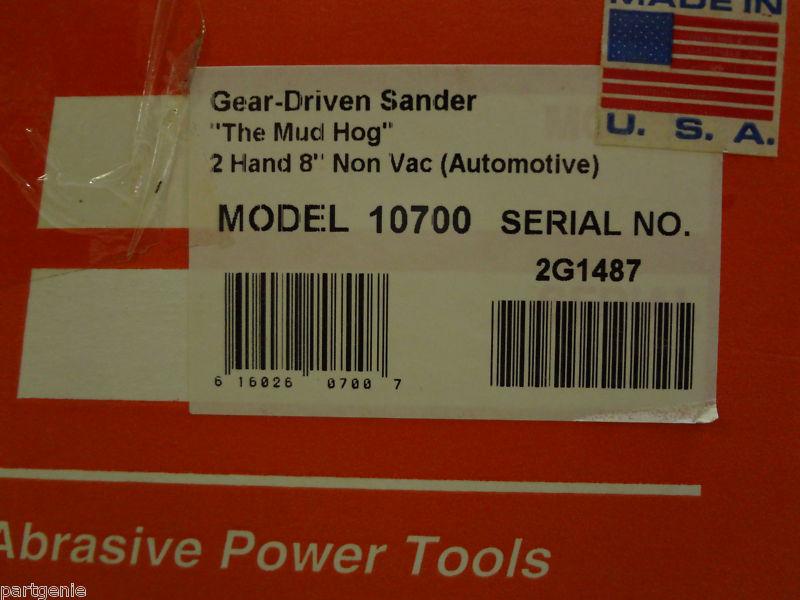 MADE IN
U. S. A.
Gear-Driven Sander
"The Mud Hog"
2 Hand 8" Non Vac (Automotive)
MODEL 10700 SERIAL NO.
2G1487
6 16026 0700 7
Abrasive Power Tools
partgenie